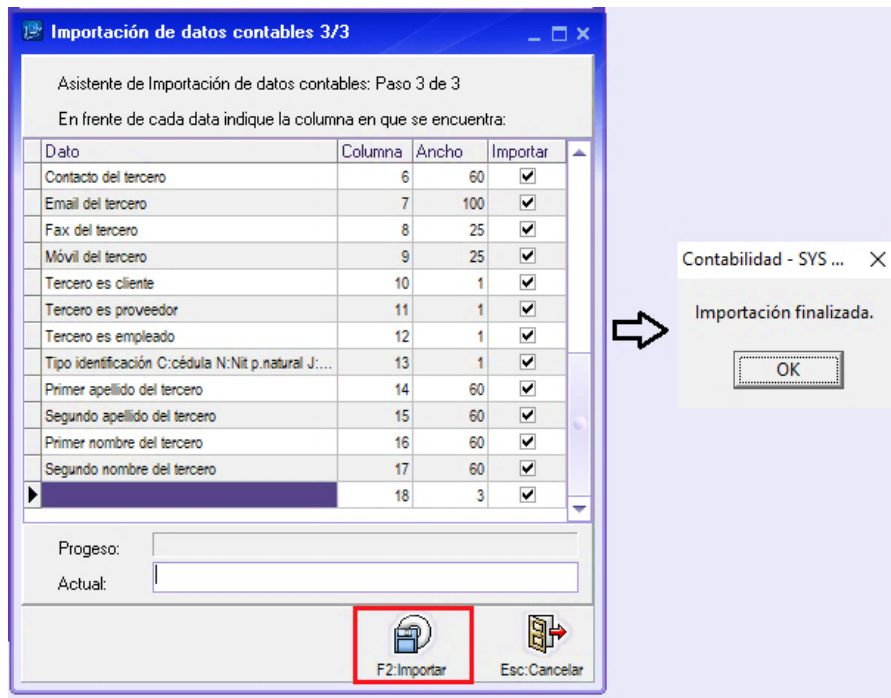 Importación de datos contables 3/3
Asistente de Importación de datos contables: Paso 3 de 3
En frente de cada data indique la columna en que se encuentra:
Dato Columna Ancho Importar
Contacto del tercero 6 60
Email del tercero 7 100
Fax del tercero 8 25
Móvil del tercero 9 25
Tercero es cliente 10 1
Tercero es proveedor 11 1
Tercero es empleado 12 1
Tipo identificación C:cédula N:Nit p.natural J:... 13 1
Primer apellido del tercero 14 60
Segundo apellido del tercero 15 60
Primer nombre del tercero 16 60
Segundo nombre del tercero 17 60
18 3
Progeso:
Actual:
F2:Importar Esc:Cancelar
Contabilidad - SYS ...
Importación finalizada.
OK